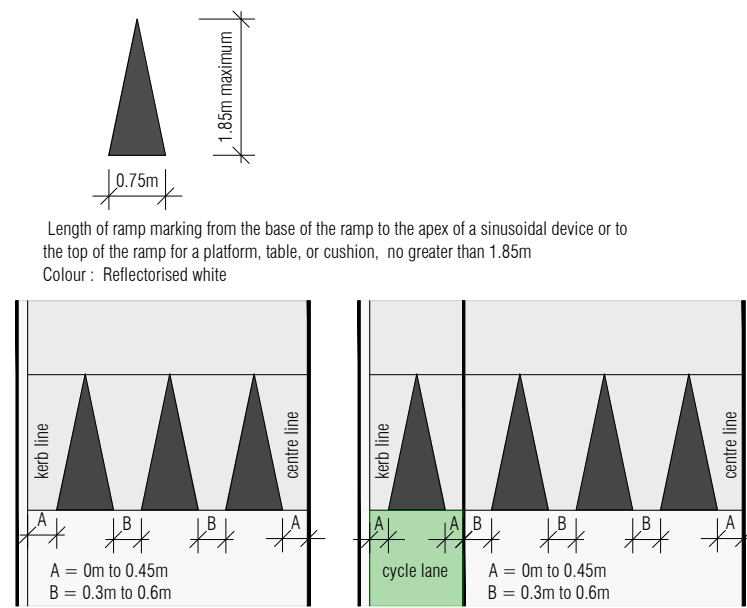 1.85m maximum
0.75m
Length of ramp marking from the base of the ramp to the apex of a sinusoidal device or to
the top of the ramp for a platform, table, or cushion, no greater than 1.85m
Colour : Reflectorised white
kerb line
centre line
A
B
B
A
A = 0m to 0.45m
B = 0.3m to 0.6m
kerb line
centre line
A
A
B
B
B
A
cycle lane
A = 0m to 0.45m
B = 0.3m to 0.6m